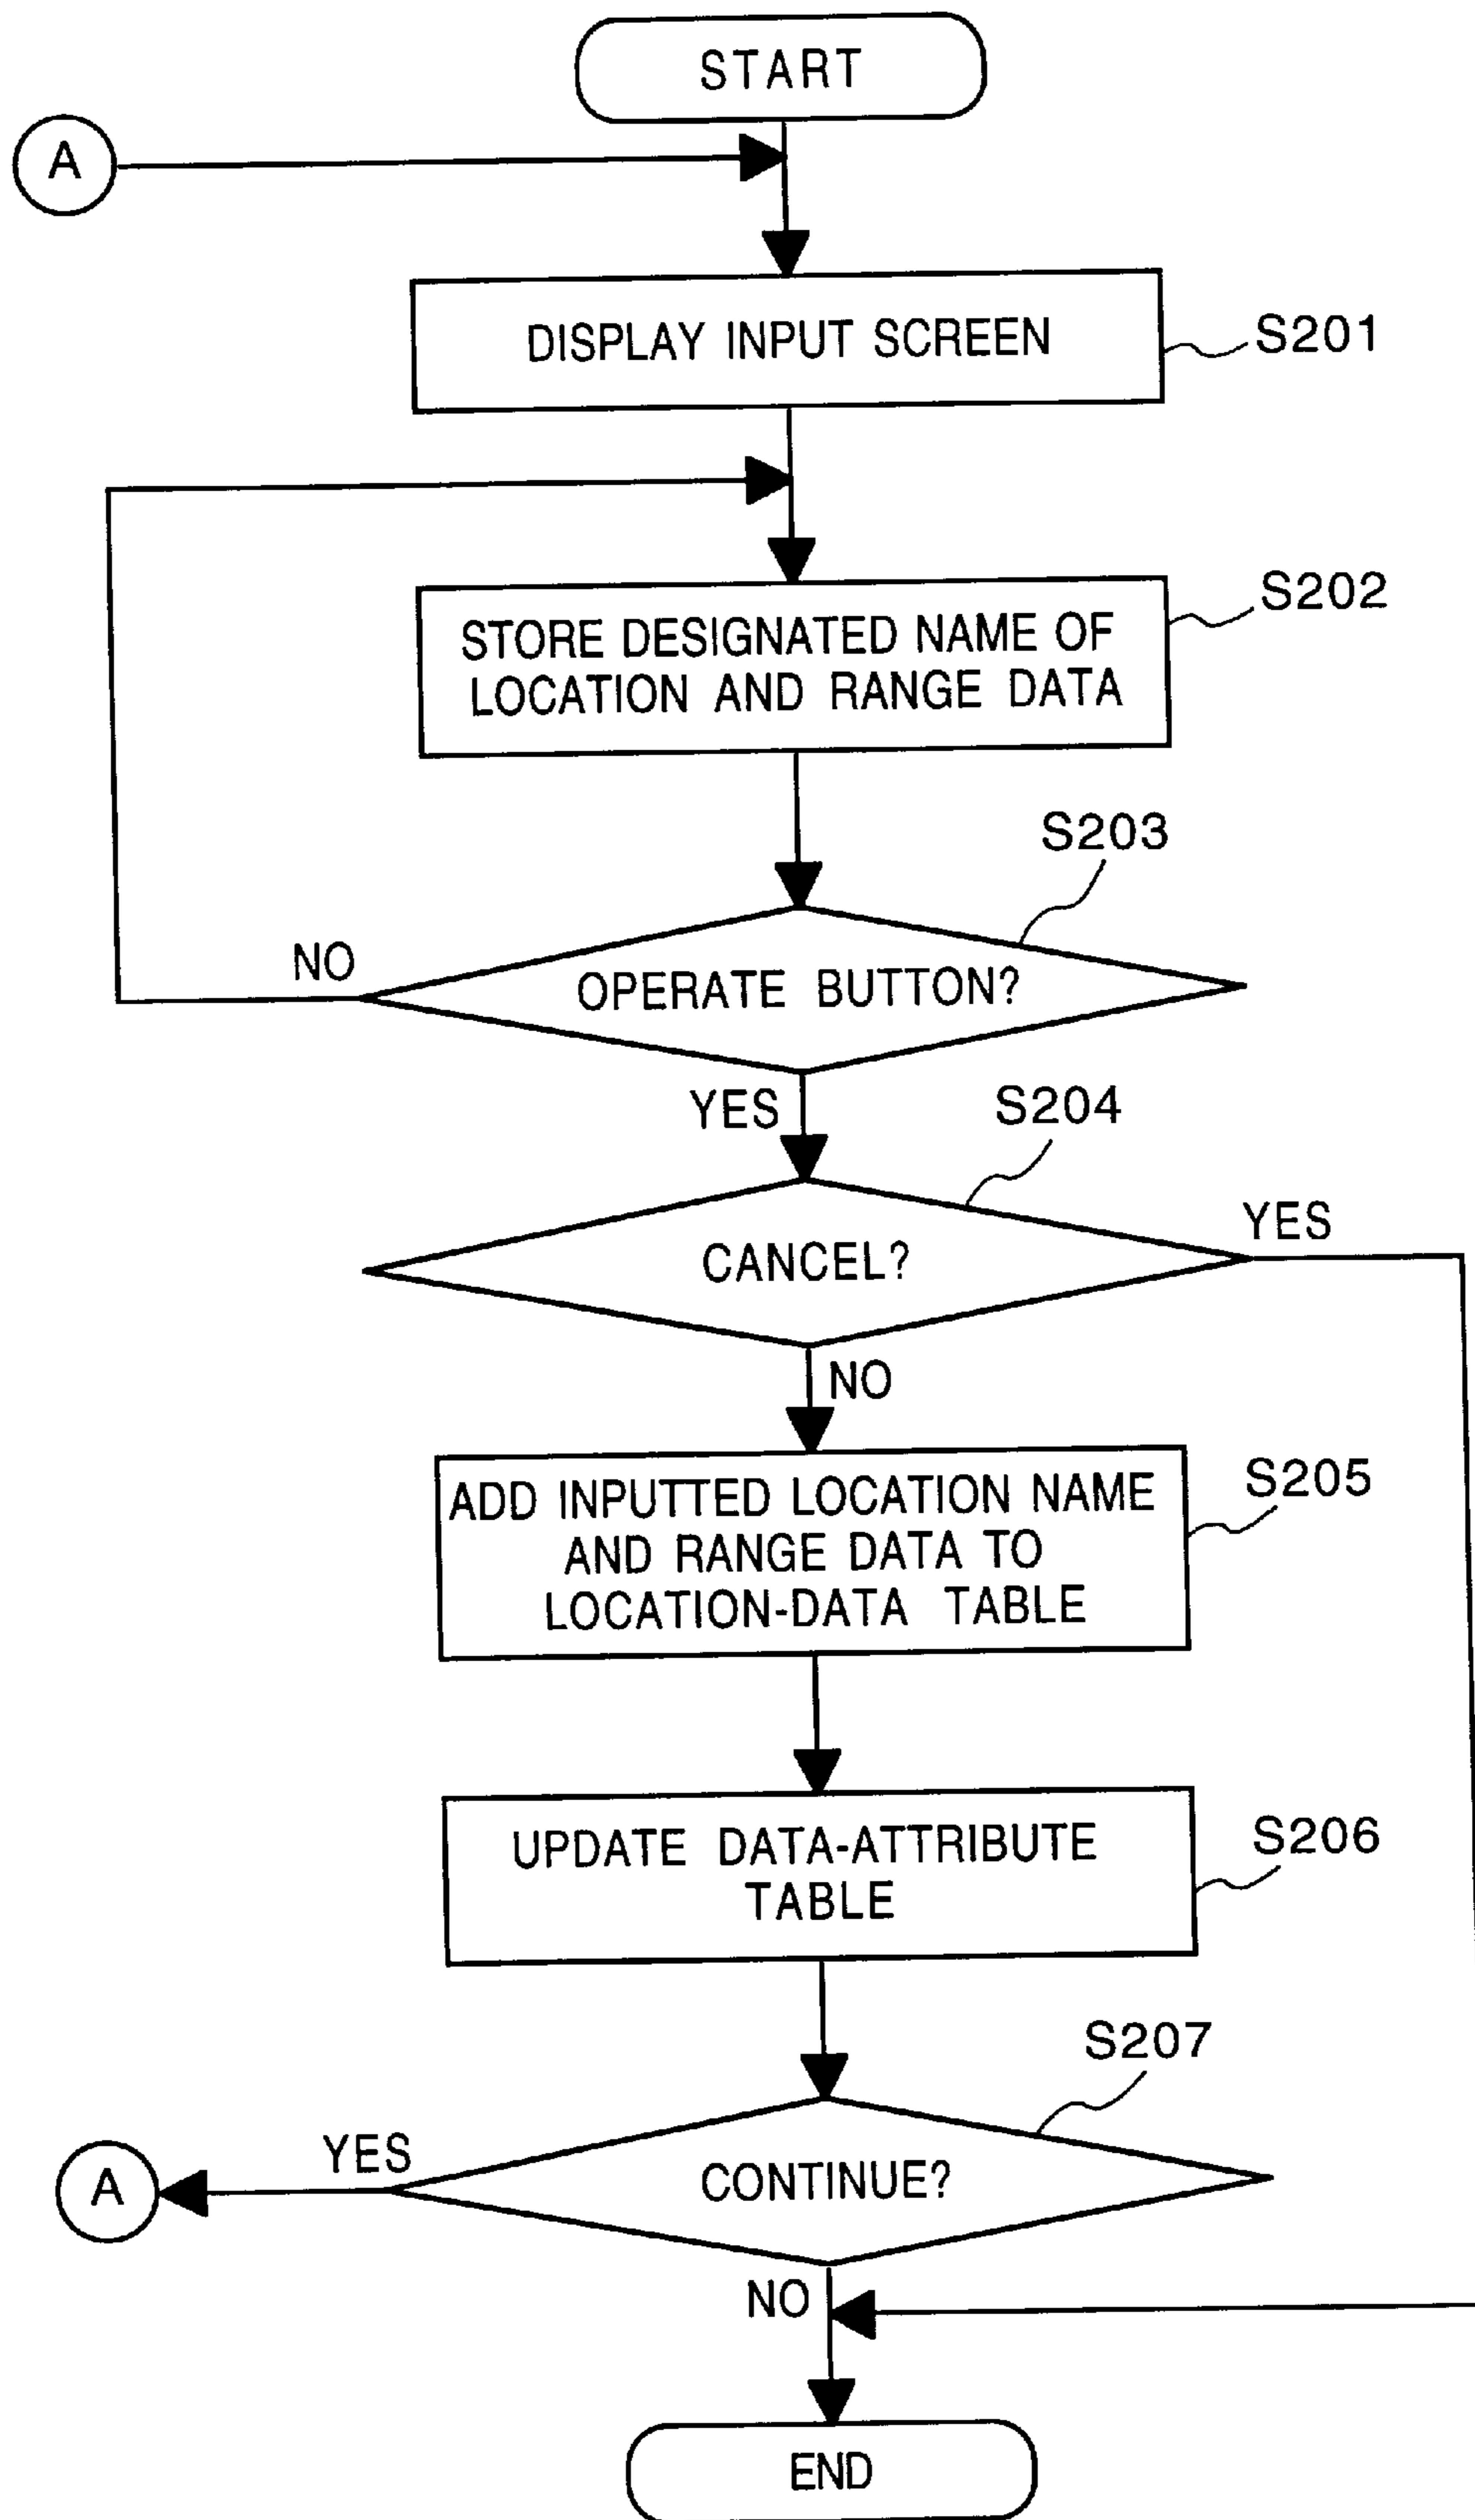 START
A
DISPLAY INPUT SCREEN
S201
S202
STORE DESIGNATED NAME OF
LOCATION AND RANGE DATA
S203
NO
OPERATE BUTTON?
YES
S204
YES
CANCEL?
NO
S205
ADD INPUTTED LOCATION NAME
AND RANGE DATA TO
LOCATION-DATA TABLE
S206
UPDATE DATA-ATTRIBUTE
TABLE
S207
YES
A
CONTINUE?
NO
END